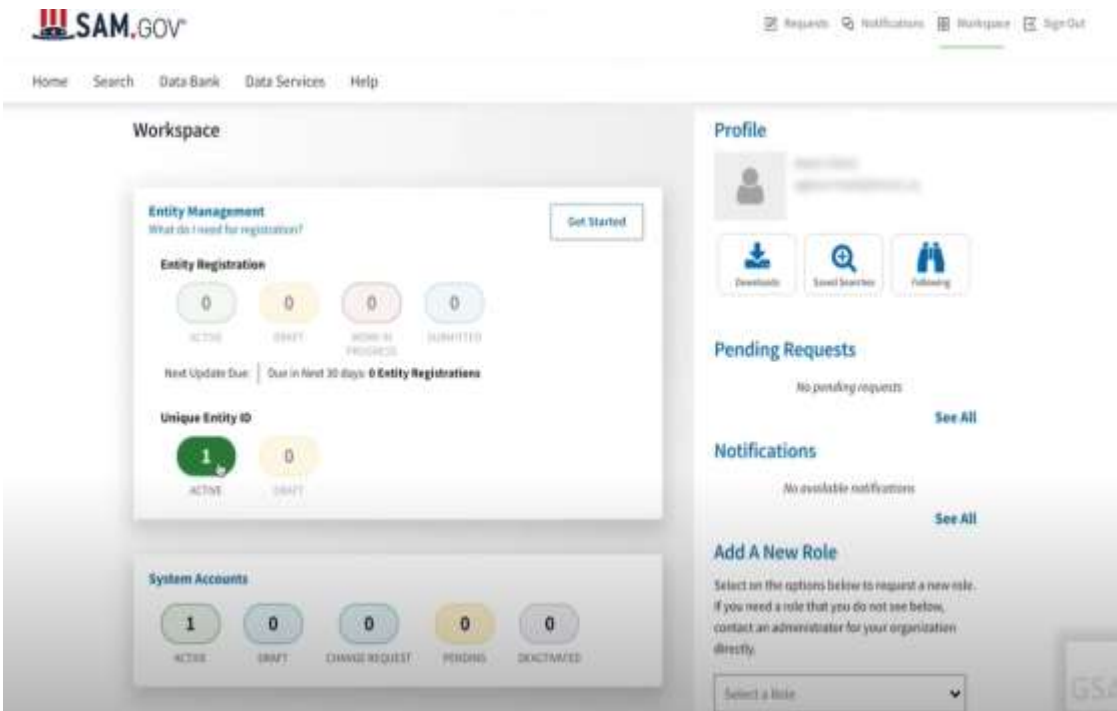 SAM.GOV
Requests Notifications Workspace Sign Out
Home Search Data Bank Data Services Help
Workspace
Entity Management
What do I need for registration?
Get Started
Entity Registration
0 0 0 0
ACTIVE DRAFT WORK IN PROGRESS SUBMITTED
Next Update Due: Due in Next 30 days: 0 Entity Registrations
Unique Entity ID
1 0
ACTIVE DRAFT
System Accounts
1 0 0 0 0
ACTIVE DRAFT CHANGE REQUEST PENDING DEACTIVATED
Profile
Downloads Saved Searches Following
Pending Requests
No pending requests
See All
Notifications
No available notifications
See All
Add A New Role
Select on the options below to request a new role.
If you need a role that you do not see below,
contact an administrator for your organization
directly.
Select a Role
GSA